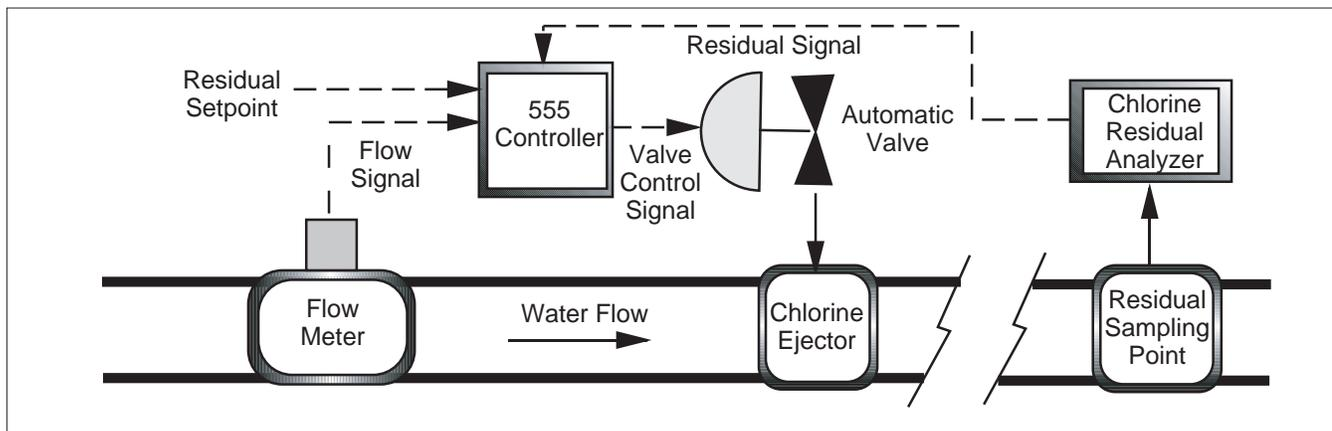 Residual Signal
Residual
Setpoint
555
Controller
Automatic
Valve
Chlorine
Residual
Analyzer
Flow
Signal
Valve
Control
Signal
Flow
Meter
Water Flow
Chlorine
Ejector
Residual
Sampling
Point